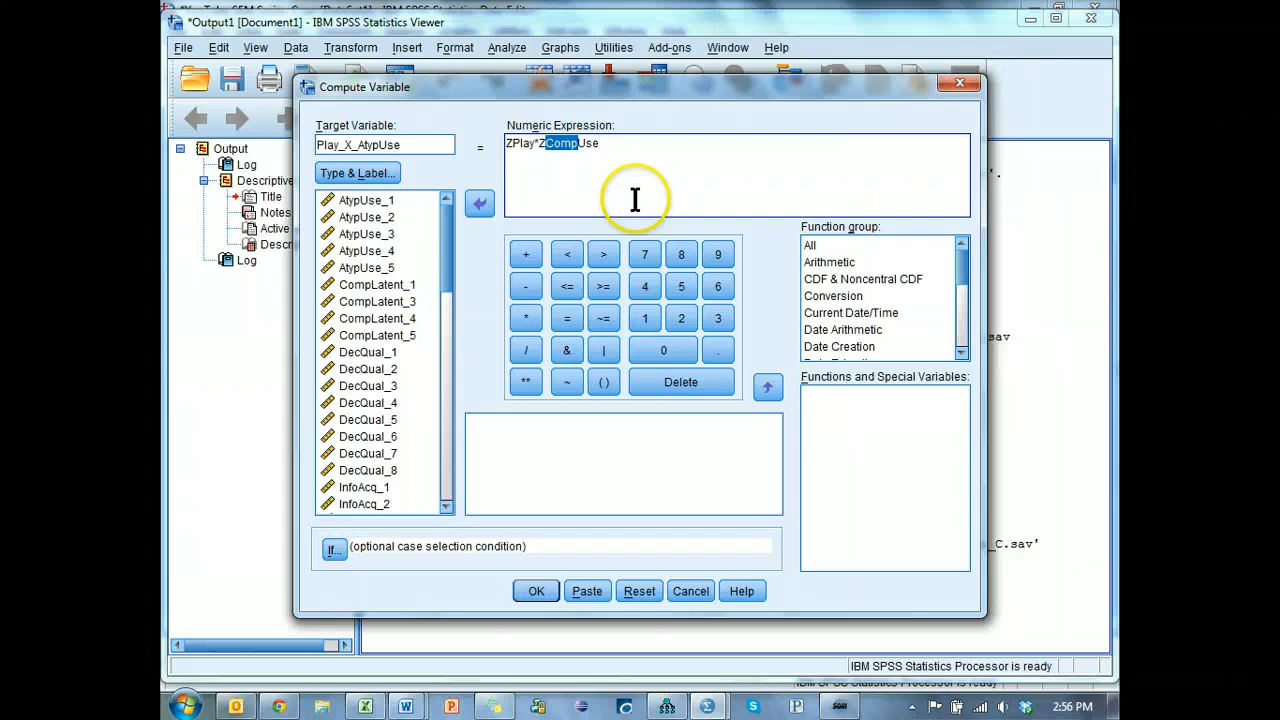 *Output1 [Document1] - IBM SPSS Statistics Viewer
File Edit View Data Transform Insert Format Analyze Graphs Utilities Add-ons Window Help
Compute Variable
Target Variable:
Play_X_AtypUse
=
Numeric Expression:
ZPlay*ZCompUse
Type & Label...
AtypUse_1
AtypUse_2
AtypUse_3
AtypUse_4
AtypUse_5
CompLatent_1
CompLatent_3
CompLatent_4
CompLatent_5
DecQual_1
DecQual_2
DecQual_3
DecQual_4
DecQual_5
DecQual_6
DecQual_7
DecQual_8
InfoAcq_1
InfoAcq_2
+ < > 7 8 9
- <= >= 4 5 6
* = ~= 1 2 3
/ & | 0 .
** ~ ( ) Delete
Function group:
All
Arithmetic
CDF & Noncentral CDF
Conversion
Current Date/Time
Date Arithmetic
Date Creation
Functions and Special Variables:
If... (optional case selection condition)
OK Paste Reset Cancel Help
Output
Log
Descriptive
Title
Notes
Active
Descr
Log
'.
sav
_C.sav'
IBM SPSS Statistics Processor is ready
2:56 PM